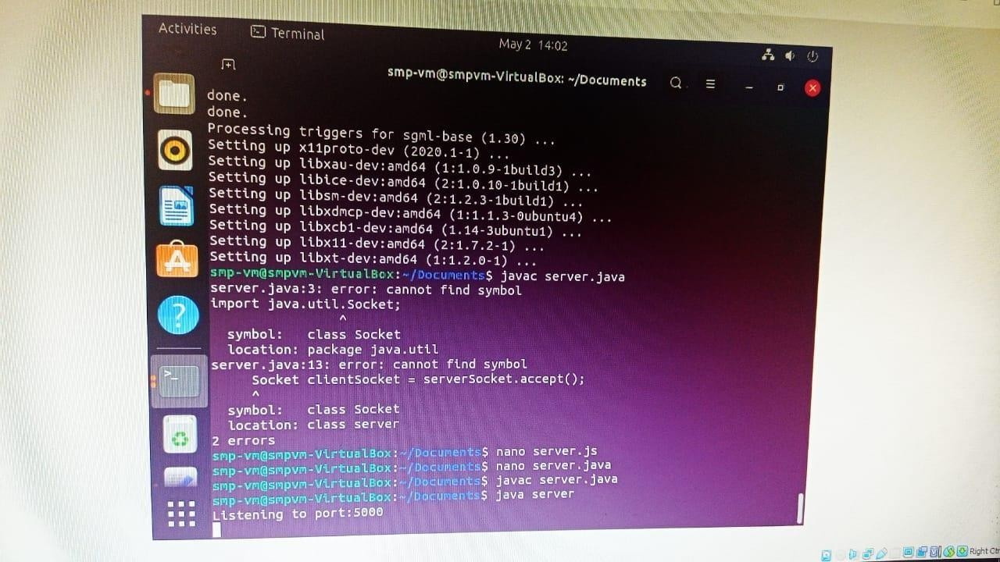 Activities
Terminal
May 2 14:02
smp-vm@smpvm-VirtualBox: ~/Documents
done.
done.
Processing triggers for sgml-base (1.30) ...
Setting up x11proto-dev (2020.1-1) ...
Setting up libxau-dev:amd64 (1:1.0.9-1build3) ...
Setting up libice-dev:amd64 (2:1.0.10-1build1) ...
Setting up libsm-dev:amd64 (2:1.2.3-1build1) ...
Setting up libxdmcp-dev:amd64 (1:1.1.3-0ubuntu4) ...
Setting up libxcb1-dev:amd64 (1.14-3ubuntu1) ...
Setting up libx11-dev:amd64 (2:1.7.2-1) ...
Setting up libxt-dev:amd64 (1:1.2.0-1) ...
smp-vm@smpvm-VirtualBox:~/Documents$ javac server.java
server.java:3: error: cannot find symbol
import java.util.Socket;
^
symbol: class Socket
location: package java.util
server.java:13: error: cannot find symbol
Socket clientSocket = serverSocket.accept();
^
symbol: class Socket
location: class server
2 errors
smp-vm@smpvm-VirtualBox:~/Documents$ nano server.js
smp-vm@smpvm-VirtualBox:~/Documents$ nano server.java
smp-vm@smpvm-VirtualBox:~/Documents$ javac server.java
smp-vm@smpvm-VirtualBox:~/Documents$ java server
Listening to port:5000
Right Ctr